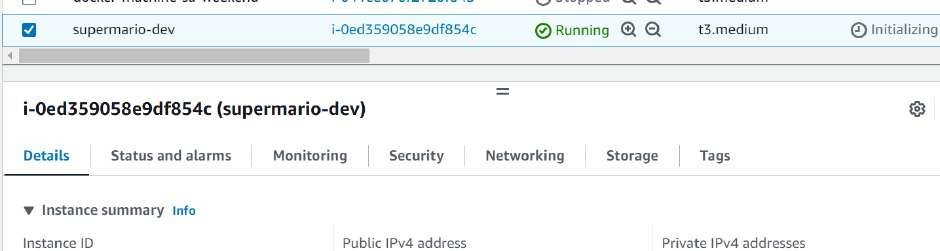 supermario-dev i-0ed359058e9df854c Running t3.medium Initializing
i-0ed359058e9df854c (supermario-dev)
Details Status and alarms Monitoring Security Networking Storage Tags
Instance summary Info
Instance ID Public IPv4 address Private IPv4 addresses